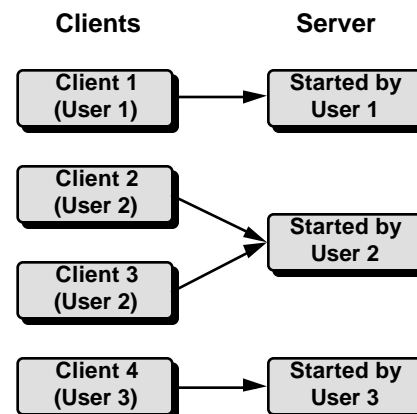 Clients Server
Client 1
(User 1)
Started by
User 1
Client 2
(User 2)
Client 3
(User 2)
Started by
User 2
Client 4
(User 3)
Started by
User 3